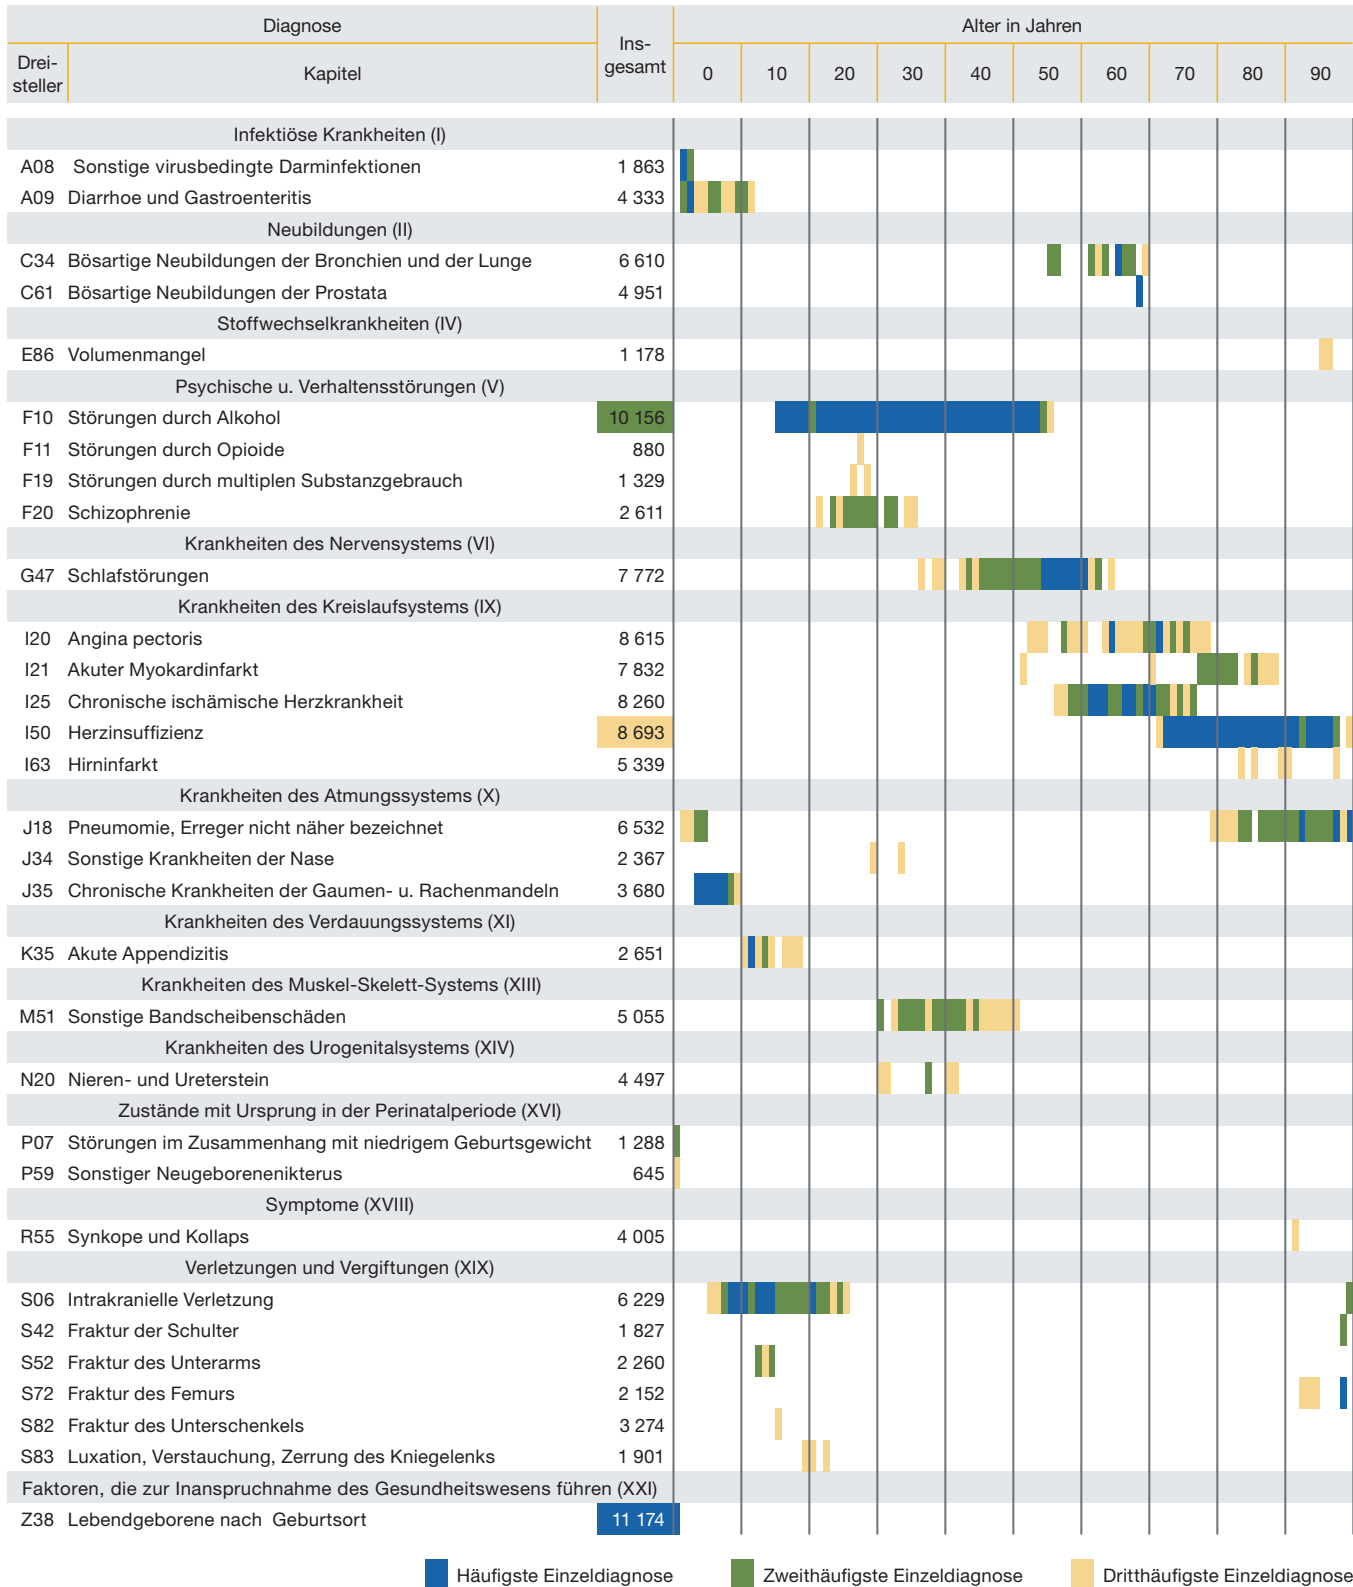 Diagnose
Ins-
gesamt
Alter in Jahren
Drei-
steller
Kapitel
0 10 20 30 40 50 60 70 80 90
Infektiöse Krankheiten (I)
A08 Sonstige virusbedingte Darminfektionen 1 863
A09 Diarrhoe und Gastroenteritis 4 333
Neubildungen (II)
C34 Bösartige Neubildungen der Bronchien und der Lunge 6 610
C61 Bösartige Neubildungen der Prostata 4 951
Stoffwechselkrankheiten (IV)
E86 Volumenmangel 1 178
Psychische u. Verhaltensstörungen (V)
F10 Störungen durch Alkohol 10 156
F11 Störungen durch Opioide 880
F19 Störungen durch multiplen Substanzgebrauch 1 329
F20 Schizophrenie 2 611
Krankheiten des Nervensystems (VI)
G47 Schlafstörungen 7 772
Krankheiten des Kreislaufsystems (IX)
I20 Angina pectoris 8 615
I21 Akuter Myokardinfarkt 7 832
I25 Chronische ischämische Herzkrankheit 8 260
I50 Herzinsuffizienz 8 693
I63 Hirninfarkt 5 339
Krankheiten des Atmungssystems (X)
J18 Pneumomie, Erreger nicht näher bezeichnet 6 532
J34 Sonstige Krankheiten der Nase 2 367
J35 Chronische Krankheiten der Gaumen- u. Rachenmandeln 3 680
Krankheiten des Verdauungssystems (XI)
K35 Akute Appendizitis 2 651
Krankheiten des Muskel-Skelett-Systems (XIII)
M51 Sonstige Bandscheibenschäden 5 055
Krankheiten des Urogenitalsystems (XIV)
N20 Nieren- und Ureterstein 4 497
Zustände mit Ursprung in der Perinatalperiode (XVI)
P07 Störungen im Zusammenhang mit niedrigem Geburtsgewicht 1 288
P59 Sonstiger Neugeborenenikterus 645
Symptome (XVIII)
R55 Synkope und Kollaps 4 005
Verletzungen und Vergiftungen (XIX)
S06 Intrakranielle Verletzung 6 229
S42 Fraktur der Schulter 1 827
S52 Fraktur des Unterarms 2 260
S72 Fraktur des Femurs 2 152
S82 Fraktur des Unterschenkels 3 274
S83 Luxation, Verstauchung, Zerrung des Kniegelenks 1 901
Faktoren, die zur Inanspruchnahme des Gesundheitswesens führen (XXI)
Z38 Lebendgeborene nach Geburtsort 11 174
Häufigste Einzeldiagnose Zweithäufigste Einzeldiagnose Dritthäufigste Einzeldiagnose